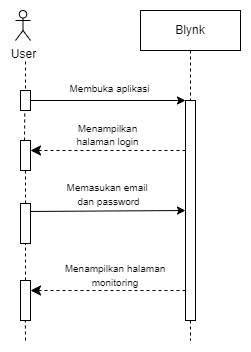 User
Blynk
Membuka aplikasi
Menampilkan
halaman login
Memasukan email
dan password
Menampilkan halaman
monitoring